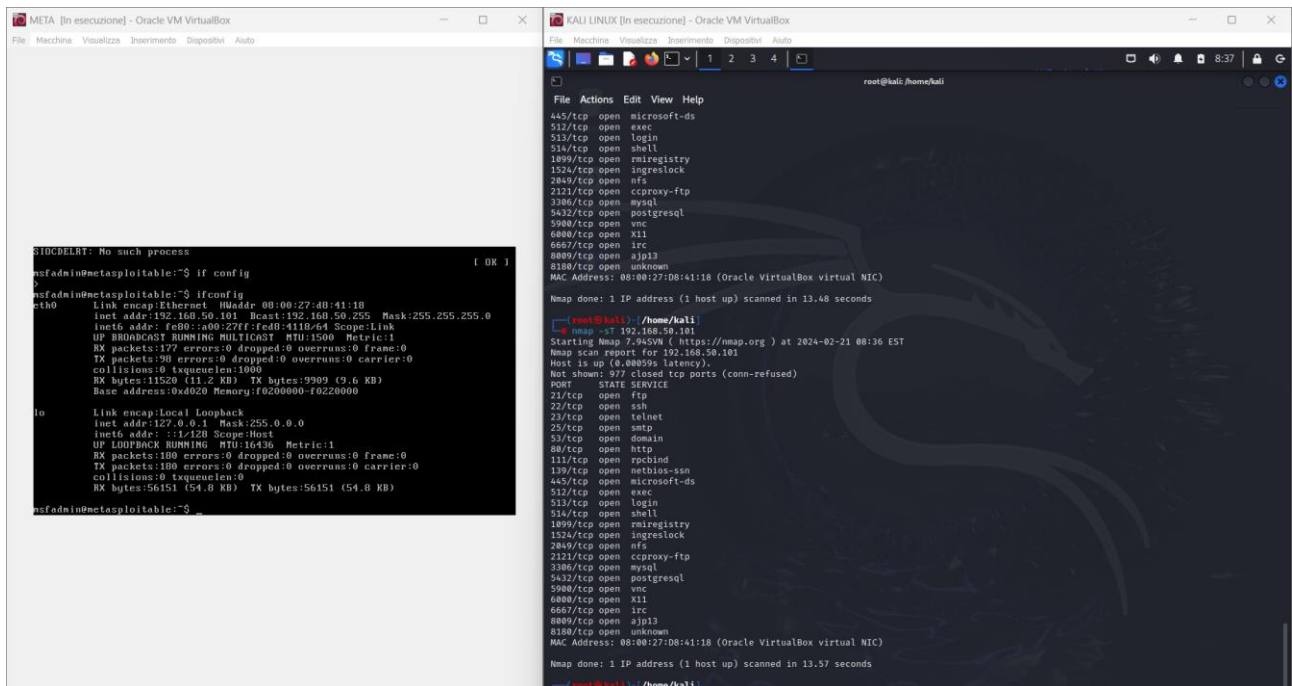 META [In esecuzione] - Oracle VM VirtualBox
File Macchina Visualizza Inserimento Dispositivi Aiuto
SIOCDELRT: No such process
[ OK ]
msfadmin@metasploitable:~$ if config
>
msfadmin@metasploitable:~$ ifconfig
eth0 Link encap:Ethernet HWaddr 08:00:27:d8:41:18
inet addr:192.168.50.101 Bcast:192.168.50.255 Mask:255.255.255.0
inet6 addr: fe80::a00:27ff:fed8:4118/64 Scope:Link
UP BROADCAST RUNNING MULTICAST MTU:1500 Metric:1
RX packets:177 errors:0 dropped:0 overruns:0 frame:0
TX packets:98 errors:0 dropped:0 overruns:0 carrier:0
collisions:0 txqueuelen:1000
RX bytes:11520 (11.2 KB) TX bytes:9909 (9.6 KB)
Base address:0xd020 Memory:f0200000-f0220000
lo Link encap:Local Loopback
inet addr:127.0.0.1 Mask:255.0.0.0
inet6 addr: ::1/128 Scope:Host
UP LOOPBACK RUNNING MTU:16436 Metric:1
RX packets:180 errors:0 dropped:0 overruns:0 frame:0
TX packets:180 errors:0 dropped:0 overruns:0 carrier:0
collisions:0 txqueuelen:0
RX bytes:56151 (54.8 KB) TX bytes:56151 (54.8 KB)
msfadmin@metasploitable:~$ _
KALI LINUX [In esecuzione] - Oracle VM VirtualBox
File Macchina Visualizza Inserimento Dispositivi Aiuto
1 2 3 4
8:37
root@kali: /home/kali
File Actions Edit View Help
445/tcp open microsoft-ds
512/tcp open exec
513/tcp open login
514/tcp open shell
1099/tcp open rmiregistry
1524/tcp open ingreslock
2049/tcp open nfs
2121/tcp open ccproxy-ftp
3306/tcp open mysql
5432/tcp open postgresql
5900/tcp open vnc
6000/tcp open X11
6667/tcp open irc
8009/tcp open ajp13
8180/tcp open unknown
MAC Address: 08:00:27:D8:41:18 (Oracle VirtualBox virtual NIC)
Nmap done: 1 IP address (1 host up) scanned in 13.48 seconds
(root㉿kali)-[/home/kali]
# nmap -sT 192.168.50.101
Starting Nmap 7.94SVN ( https://nmap.org ) at 2024-02-21 08:36 EST
Nmap scan report for 192.168.50.101
Host is up (0.00059s latency).
Not shown: 977 closed tcp ports (conn-refused)
PORT STATE SERVICE
21/tcp open ftp
22/tcp open ssh
23/tcp open telnet
25/tcp open smtp
53/tcp open domain
80/tcp open http
111/tcp open rpcbind
139/tcp open netbios-ssn
445/tcp open microsoft-ds
512/tcp open exec
513/tcp open login
514/tcp open shell
1099/tcp open rmiregistry
1524/tcp open ingreslock
2049/tcp open nfs
2121/tcp open ccproxy-ftp
3306/tcp open mysql
5432/tcp open postgresql
5900/tcp open vnc
6000/tcp open X11
6667/tcp open irc
8009/tcp open ajp13
8180/tcp open unknown
MAC Address: 08:00:27:D8:41:18 (Oracle VirtualBox virtual NIC)
Nmap done: 1 IP address (1 host up) scanned in 13.57 seconds
(root㉿kali)-[/home/kali]